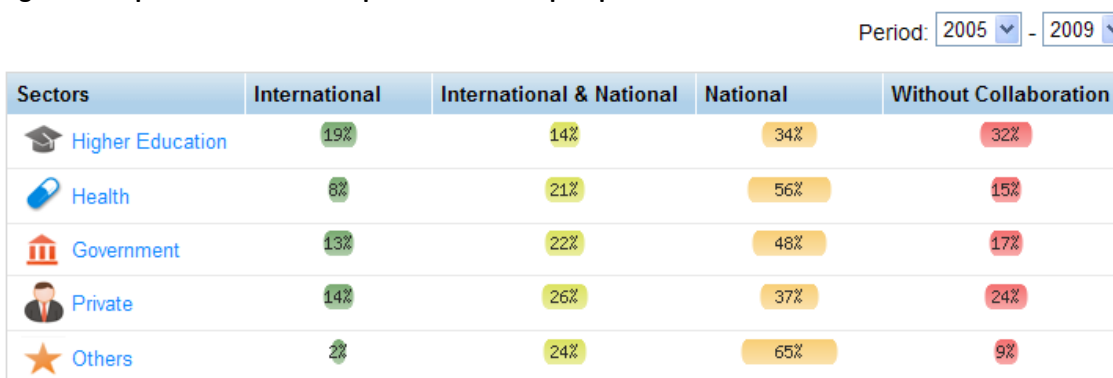 Period: 2005 - 2009
Sectors International International & National National Without Collaboration
Higher Education 19% 14% 34% 32%
Health 8% 21% 56% 15%
Government 13% 22% 48% 17%
Private 14% 26% 37% 24%
Others 2% 24% 65% 9%